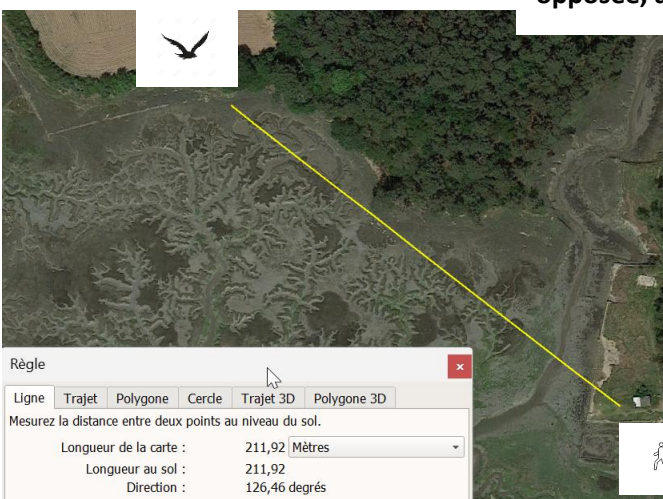 opposée, a
Règle
x
Ligne Trajet Polygone Cercle Trajet 3D Polygone 3D
Mesurez la distance entre deux points au niveau du sol.
Longueur de la carte : 211,92 Mètres
Longueur au sol : 211,92
Direction : 126,46 degrés